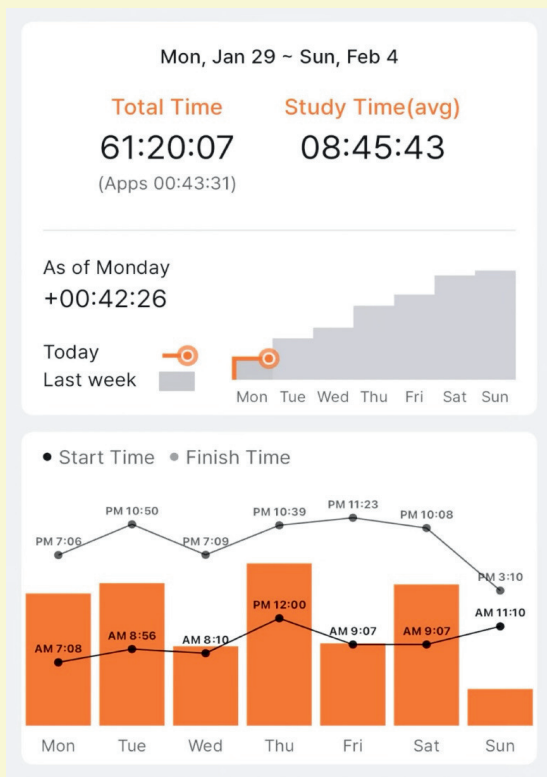 Mon, Jan 29 ~ Sun, Feb 4
Total Time Study Time(avg)
61:20:07 08:45:43
(Apps 00:43:31)
As of Monday
+00:42:26
Today
Last week
Mon Tue Wed Thu Fri Sat Sun
Start Time Finish Time
PM 7:06 PM 10:50 PM 7:09 PM 10:39 PM 11:23 PM 10:08 PM 3:10
AM 7:08 AM 8:56 AM 8:10 PM 12:00 AM 9:07 AM 9:07 AM 11:10
Mon Tue Wed Thu Fri Sat Sun